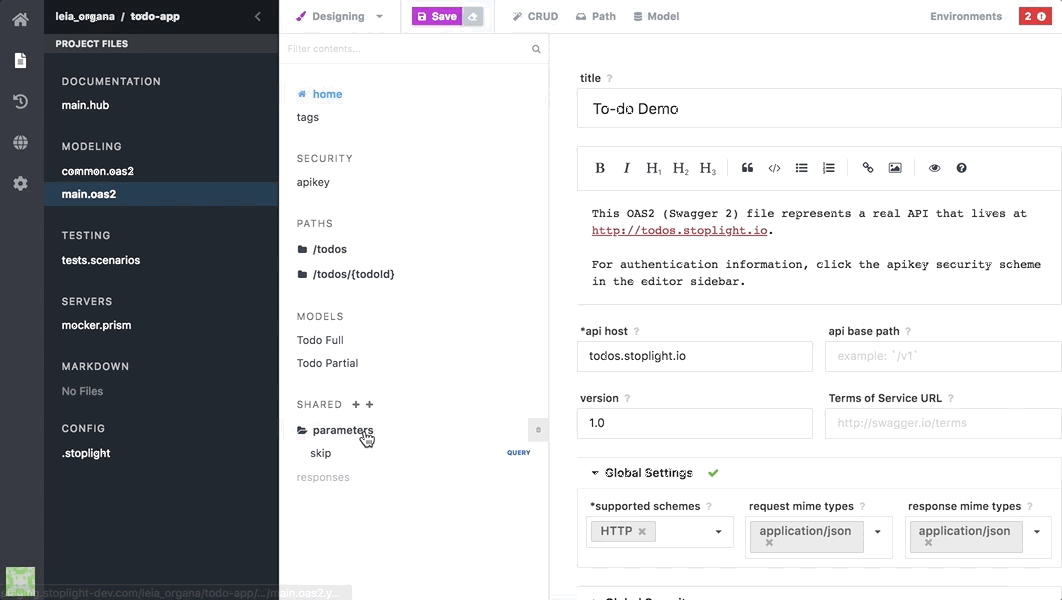 leia_organa / todo-app
Designing
Save
CRUD
Path
Model
Environments
2
PROJECT FILES
DOCUMENTATION
main.hub
MODELING
common.oas2
main.oas2
TESTING
tests.scenarios
SERVERS
mocker.prism
MARKDOWN
No Files
CONFIG
.stoplight
Filter contents...
home
tags
SECURITY
apikey
PATHS
/todos
/todos/{todoId}
MODELS
Todo Full
Todo Partial
SHARED + +
parameters
skip QUERY
responses
title ?
To-do Demo
B I H1 H2 H3
This OAS2 (Swagger 2) file represents a real API that lives at
http://todos.stoplight.io.
For authentication information, click the apikey security scheme
in the editor sidebar.
*api host ?
todos.stoplight.io
api base path ?
example: `/v1`
version ?
1.0
Terms of Service URL ?
http://swagger.io/terms
Global Settings
*supported schemes ?
HTTP ×
request mime types ?
application/json
×
response mime types ?
application/json
×
stoplight-dev.com/leia_organa/todo-app/.../main.oas2.y...